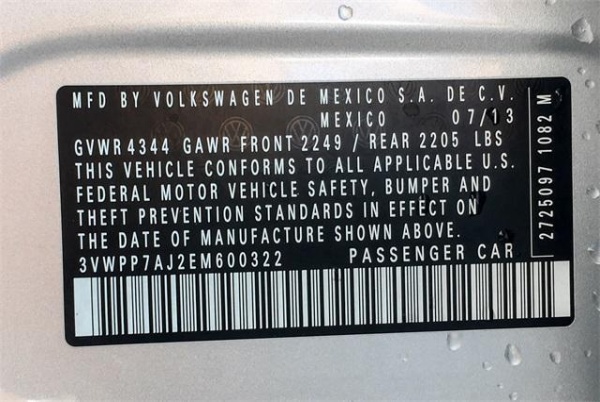 MFD BY VOLKSWAGEN DE MEXICO S.A. DE C.V.
MEXICO 07/13
GVWR 4344 GAWR FRONT 2249 / REAR 2205 LBS
THIS VEHICLE CONFORMS TO ALL APPLICABLE U.S.
FEDERAL MOTOR VEHICLE SAFETY, BUMPER AND
THEFT PREVENTION STANDARDS IN EFFECT ON
THE DATE OF MANUFACTURE SHOWN ABOVE.
3VWPP7AJ2EM600322 PASSENGER CAR
2725097 1082 M